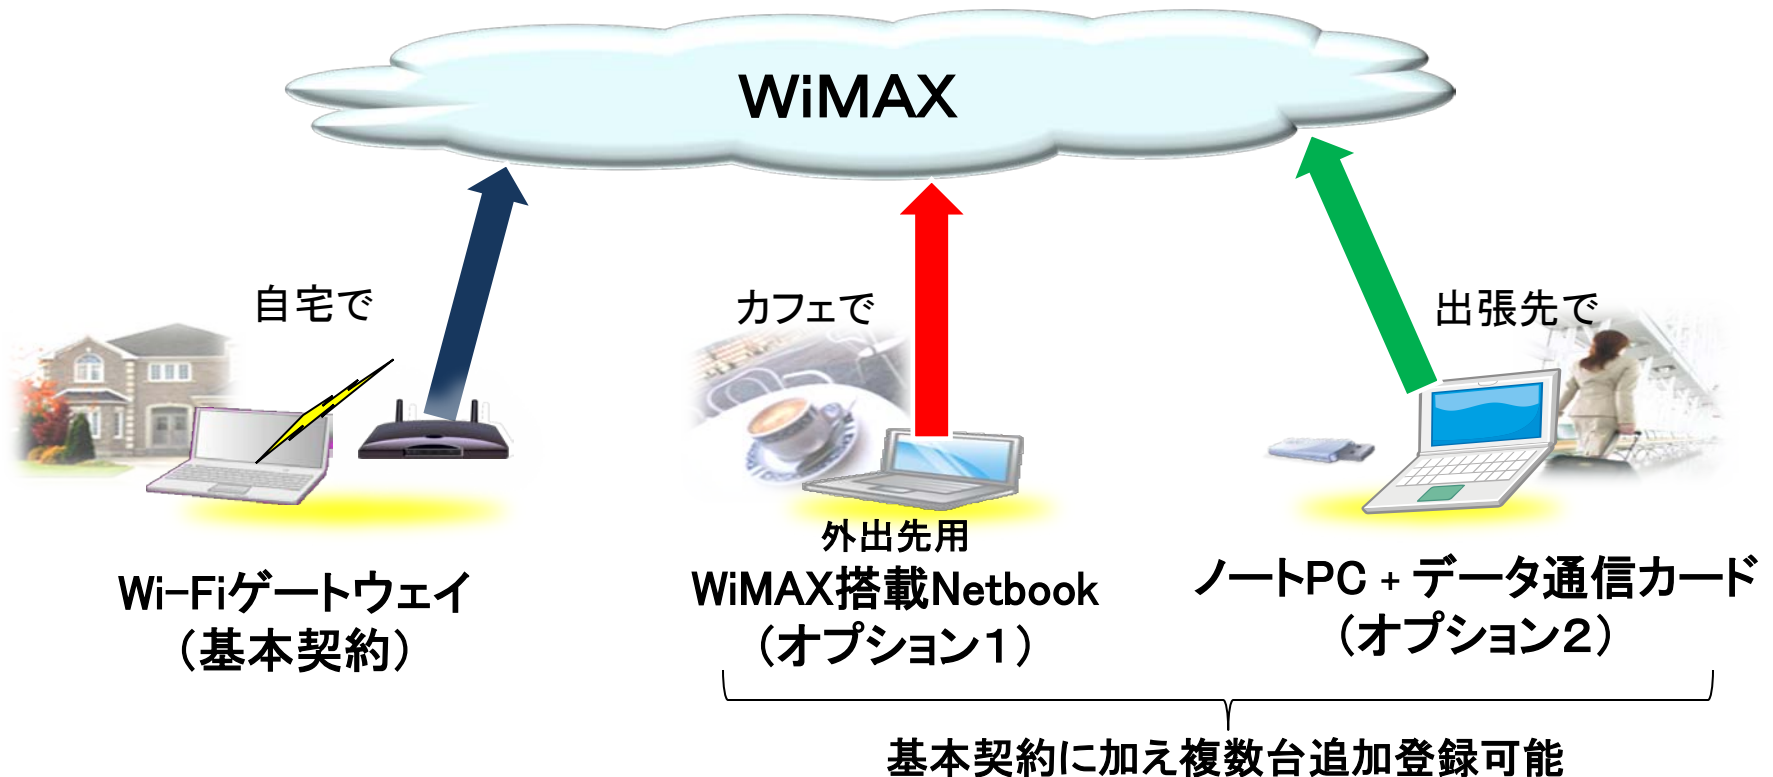 WiMAX
自宅で
カフェで
出張先で
Wi-Fiゲートウェイ
（基本契約）
外出先用
WiMAX搭載Netbook
（オプション１）
ノートPC + データ通信カード
（オプション２）
基本契約に加え複数台追加登録可能